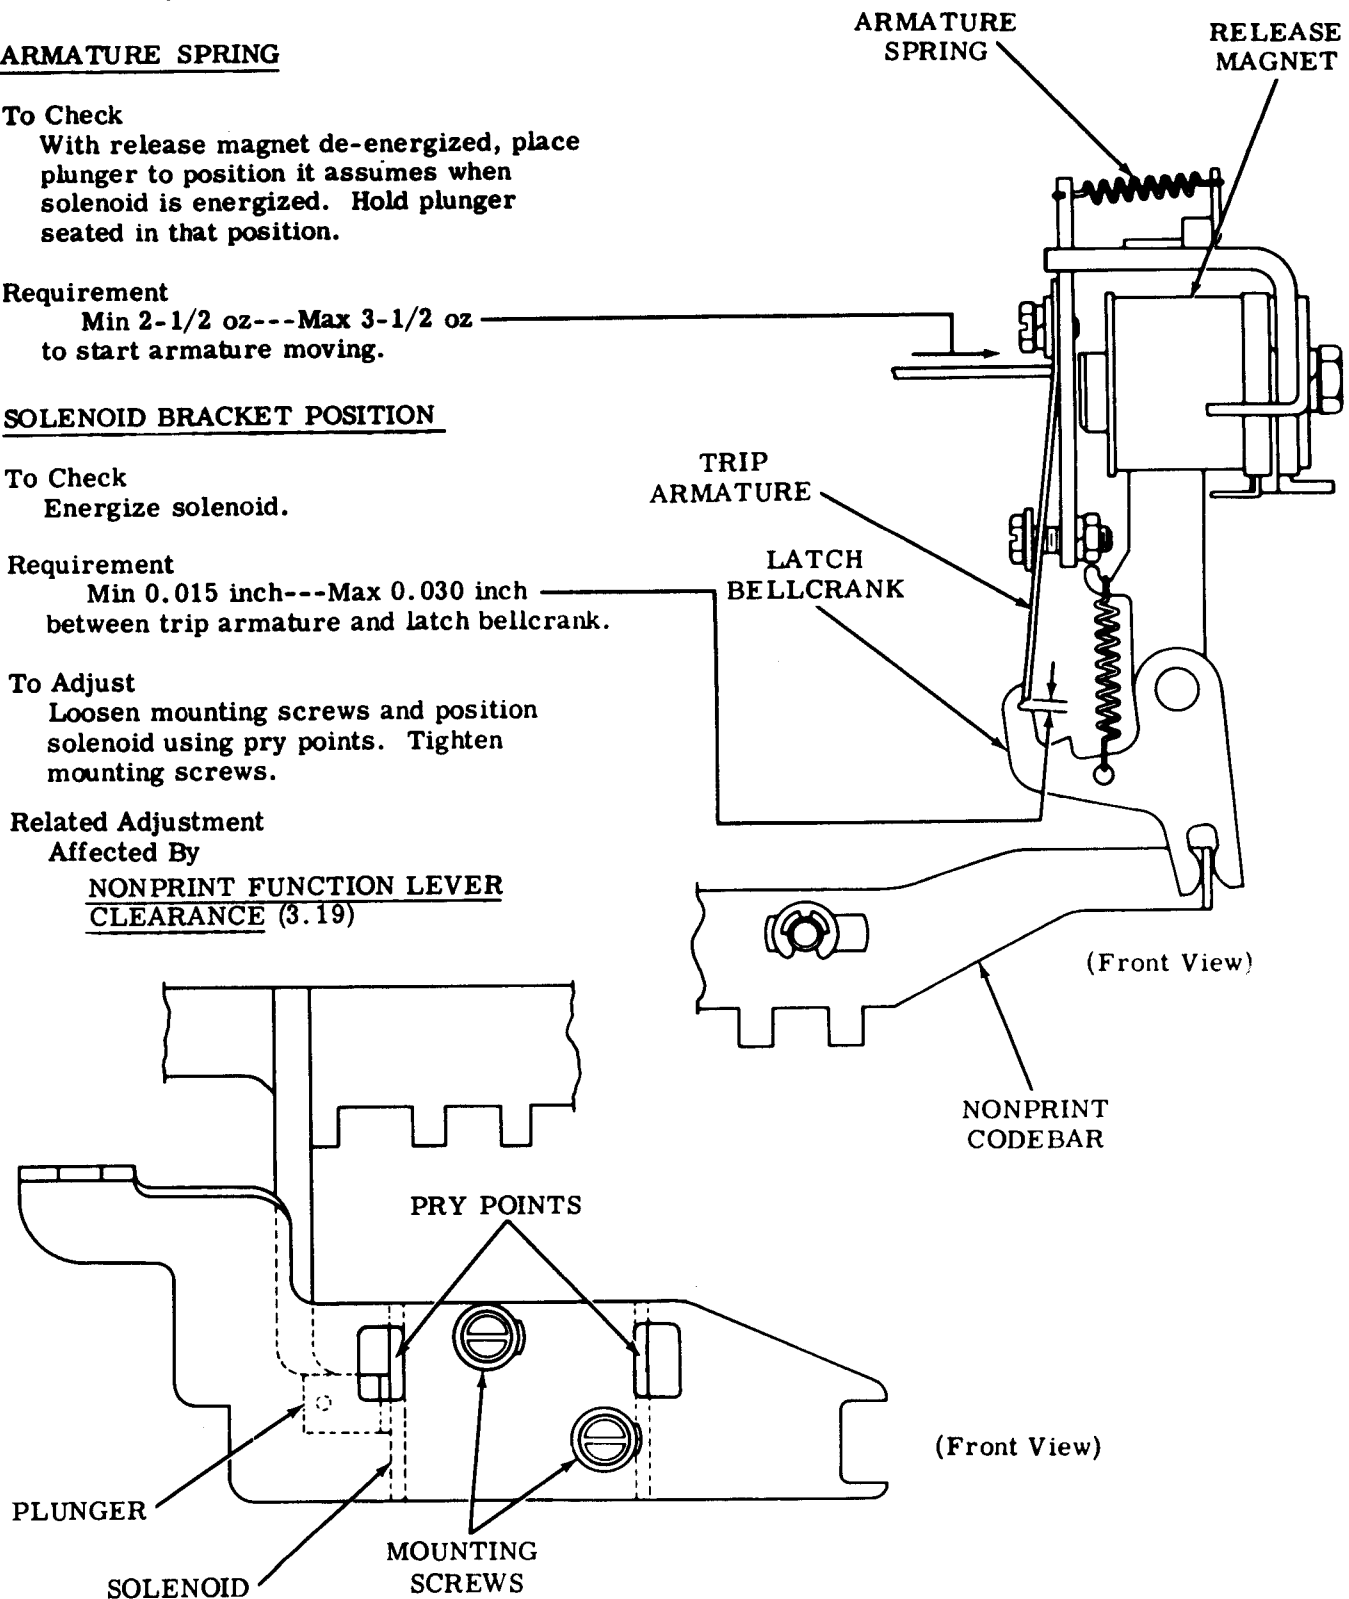 ARMATURE SPRING
To Check
With release magnet de-energized, place
plunger to position it assumes when
solenoid is energized. Hold plunger
seated in that position.
Requirement
Min 2-1/2 oz---Max 3-1/2 oz
to start armature moving.
SOLENOID BRACKET POSITION
To Check
Energize solenoid.
Requirement
Min 0.015 inch---Max 0.030 inch
between trip armature and latch bellcrank.
To Adjust
Loosen mounting screws and position
solenoid using pry points. Tighten
mounting screws.
Related Adjustment
Affected By
NONPRINT FUNCTION LEVER
CLEARANCE (3.19)
ARMATURE
SPRING
RELEASE
MAGNET
TRIP
ARMATURE
LATCH
BELLCRANK
(Front View)
NONPRINT
CODEBAR
PRY POINTS
(Front View)
PLUNGER
SOLENOID
MOUNTING
SCREWS